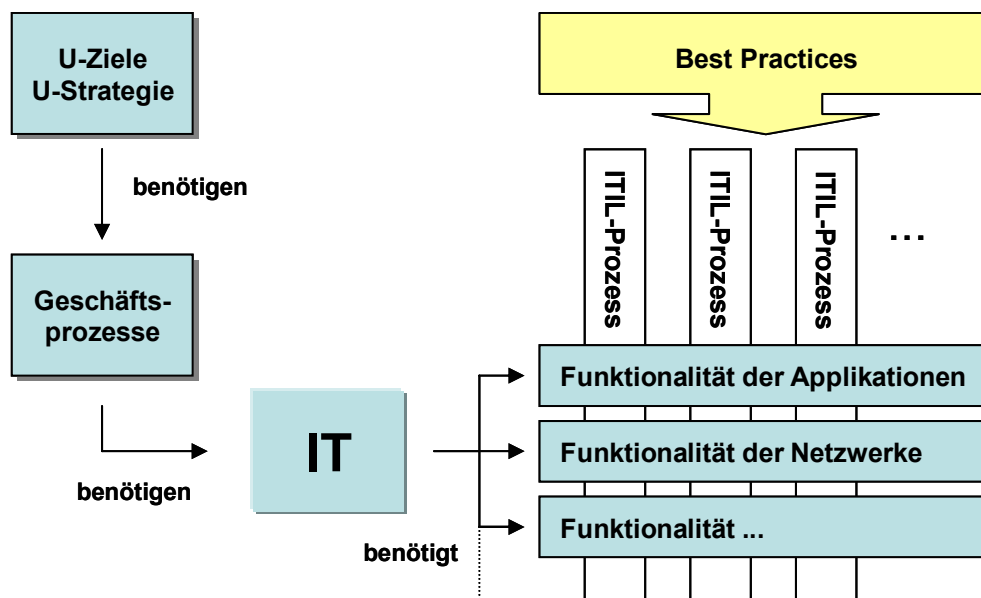 U-Ziele
U-Strategie
benötigen
Geschäfts-
prozesse
benötigen
IT
benötigt
Best Practices
ITIL-Prozess
ITIL-Prozess
ITIL-Prozess
...
Funktionalität der Applikationen
Funktionalität der Netzwerke
Funktionalität ...